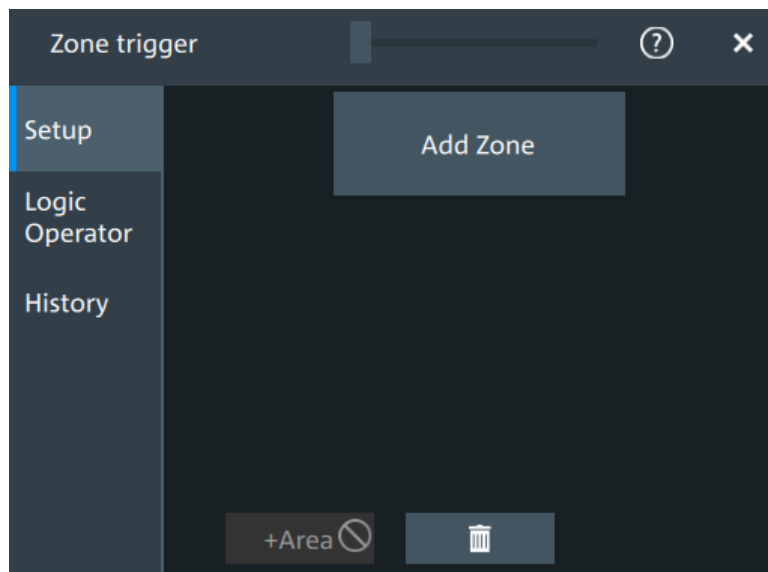 Zone trigger
Setup
Add Zone
Logic
Operator
History
+Area